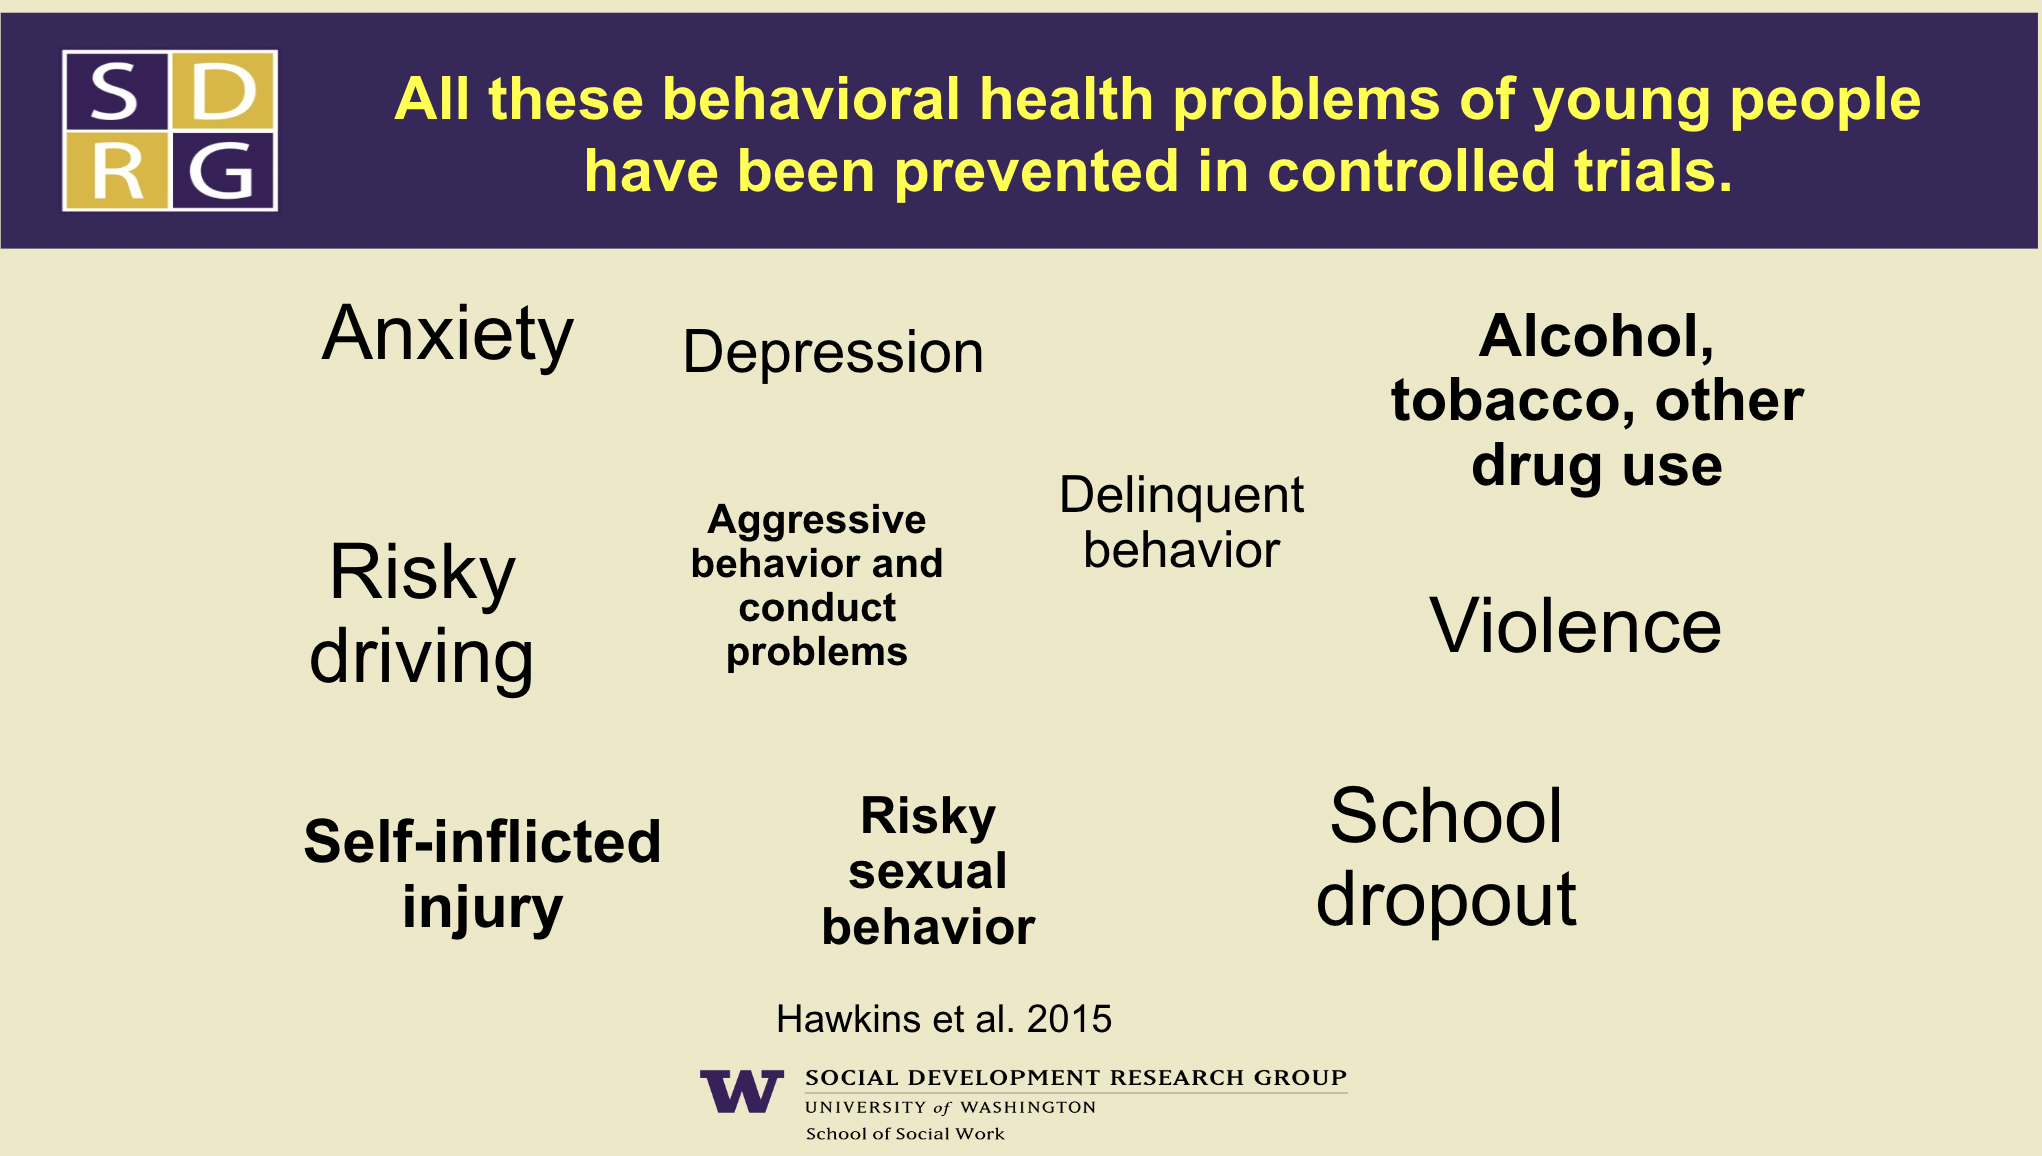 S D
R G
All these behavioral health problems of young people
have been prevented in controlled trials.
Anxiety
Depression
Alcohol,
tobacco, other
drug use
Risky
driving
Aggressive
behavior and
conduct
problems
Delinquent
behavior
Violence
Self-inflicted
injury
Risky
sexual
behavior
School
dropout
Hawkins et al. 2015
W
SOCIAL DEVELOPMENT RESEARCH GROUP
UNIVERSITY of WASHINGTON
School of Social Work